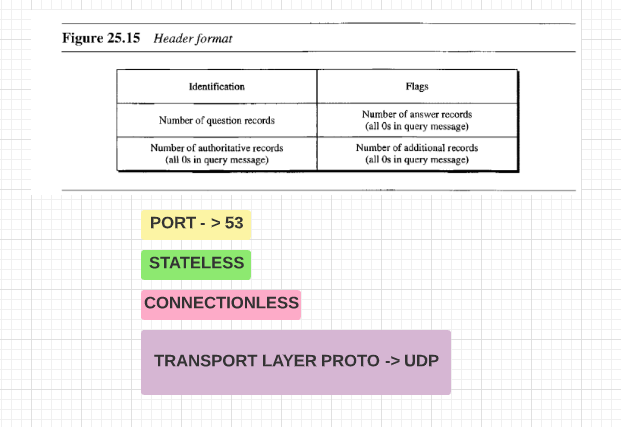 Figure 25.15 Header format
Identification
Flags
Number of question records
Number of answer records
(all 0s in query message)
Number of authoritative records
(all 0s in query message)
Number of additional records
(all 0s in query message)
PORT - > 53
STATELESS
CONNECTIONLESS
TRANSPORT LAYER PROTO -> UDP